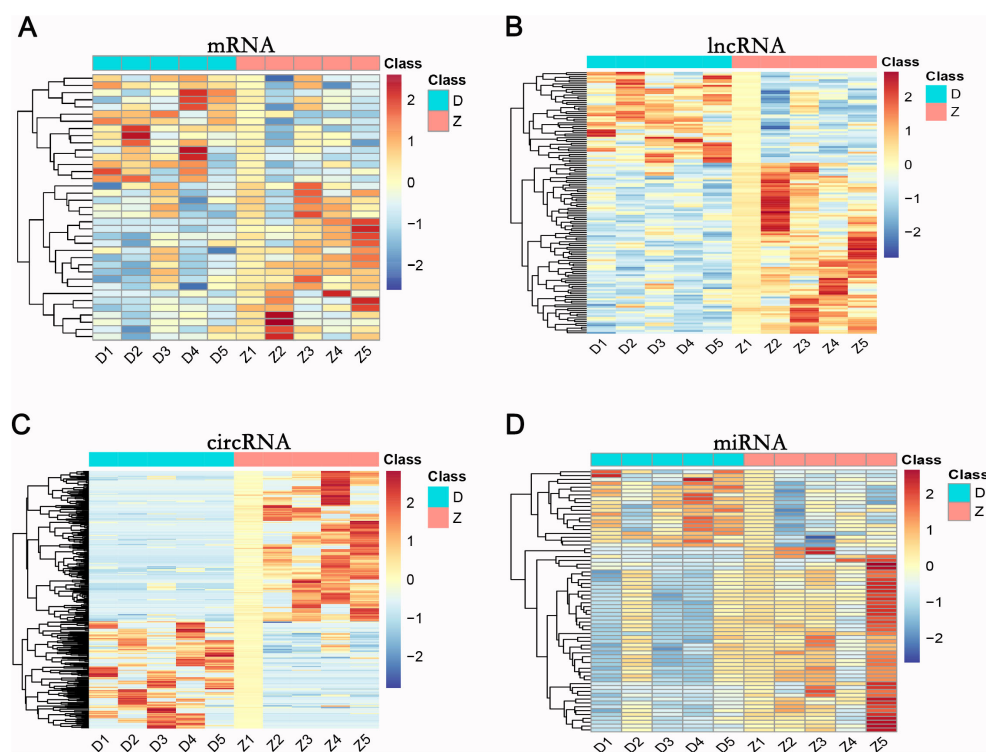 A
mRNA
Class
2
1
0
−1
−2
Class
D
Z
D1 D2 D3 D4 D5 Z1 Z2 Z3 Z4 Z5
B
lncRNA
Class
2
1
0
−1
−2
Class
D
Z
D1 D2 D3 D4 D5 Z1 Z2 Z3 Z4 Z5
C
circRNA
Class
2
1
0
−1
−2
Class
D
Z
D1 D2 D3 D4 D5 Z1 Z2 Z3 Z4 Z5
D
miRNA
Class
2
1
0
−1
−2
Class
D
Z
D1 D2 D3 D4 D5 Z1 Z2 Z3 Z4 Z5